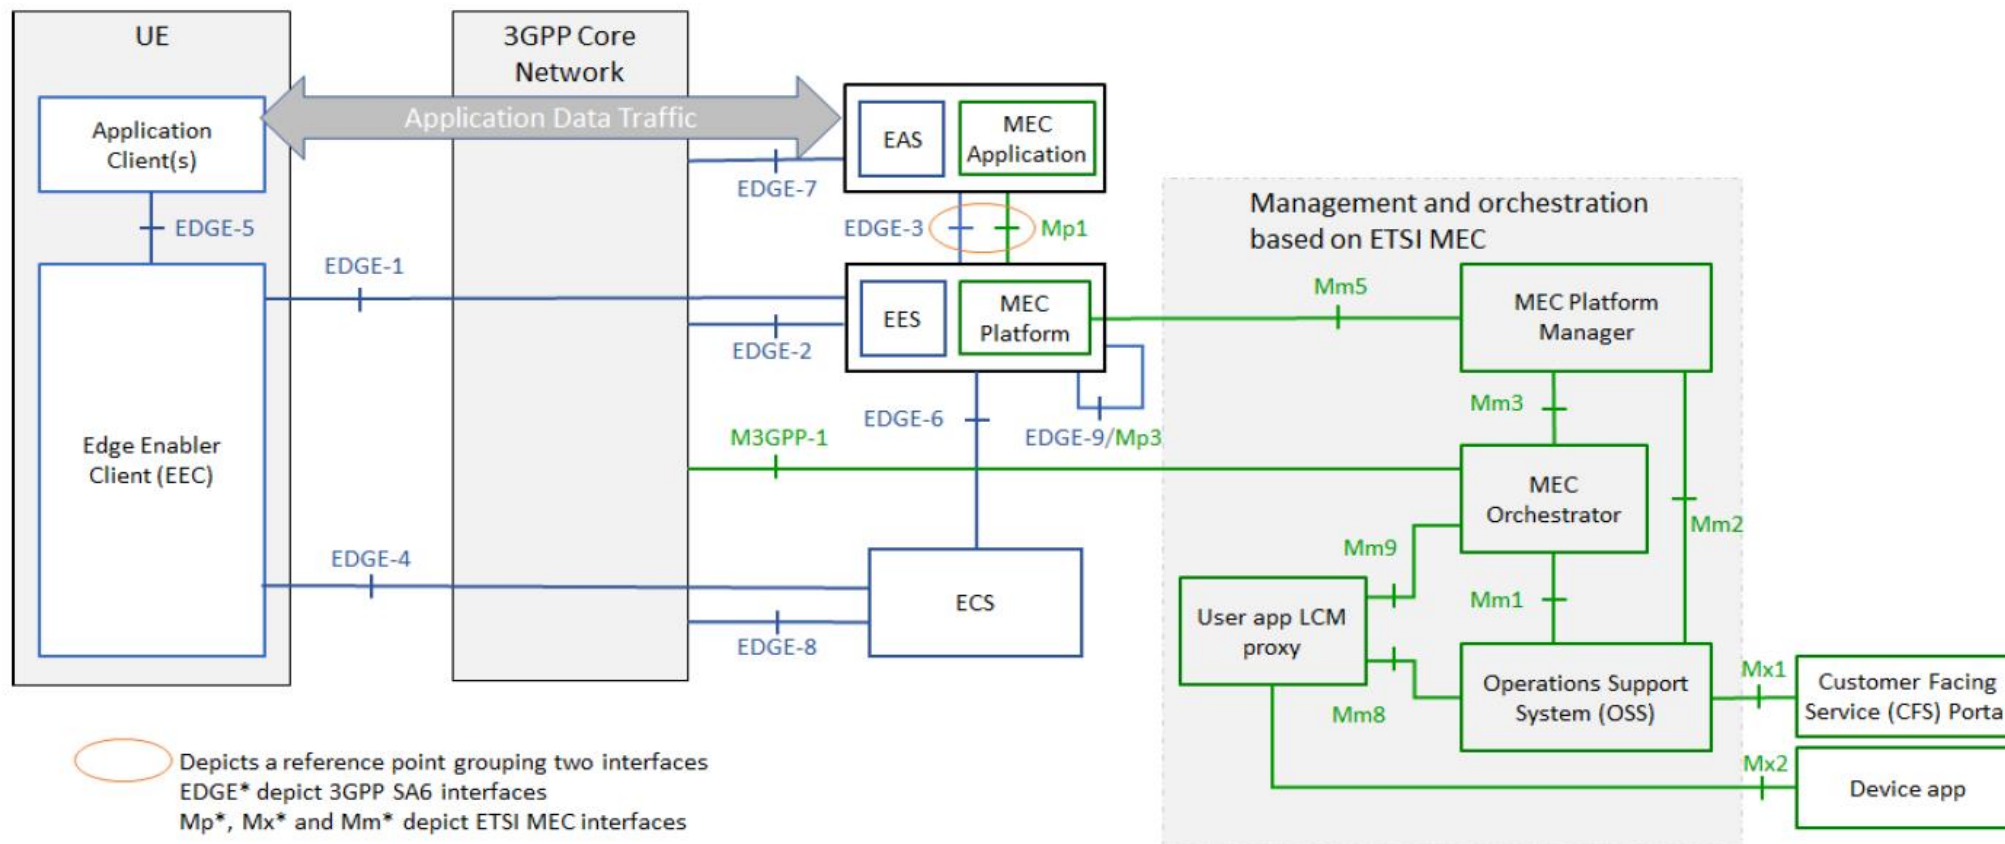 UE
3GPP Core
Network
Application
Client(s)
Application Data Traffic
EAS
MEC
Application
EDGE-7
EDGE-5
EDGE-3
Mp1
Management and orchestration
based on ETSI MEC
EDGE-1
EDGE-2
EES
MEC
Platform
Mm5
MEC Platform
Manager
EDGE-6
EDGE-9/Mp3
Mm3
M3GPP-1
Edge Enabler
Client (EEC)
MEC
Orchestrator
Mm2
Mm9
EDGE-4
ECS
EDGE-8
Mm1
User app LCM
proxy
Mm8
Operations Support
System (OSS)
Mx1
Customer Facing
Service (CFS) Porta
Mx2
Device app
Depicts a reference point grouping two interfaces
EDGE* depict 3GPP SA6 interfaces
Mp*, Mx* and Mm* depict ETSI MEC interfaces